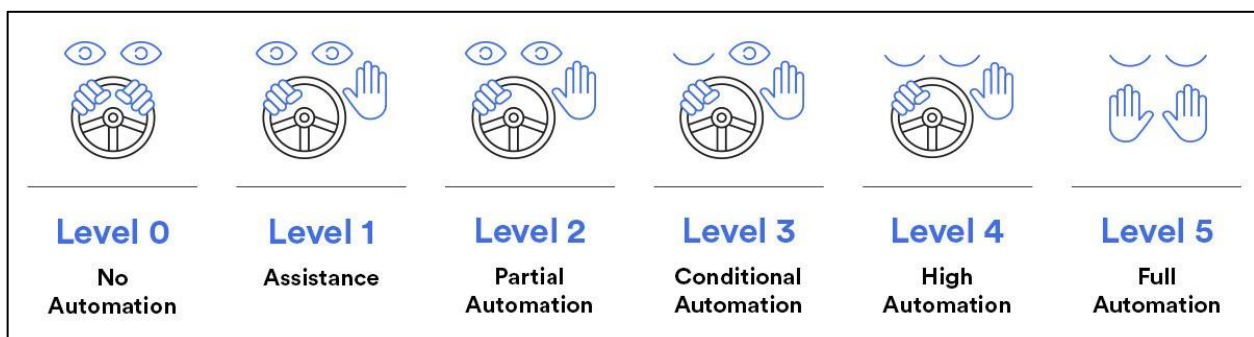 Level 0
No
Automation
Level 1
Assistance
Level 2
Partial
Automation
Level 3
Conditional
Automation
Level 4
High
Automation
Level 5
Full
Automation